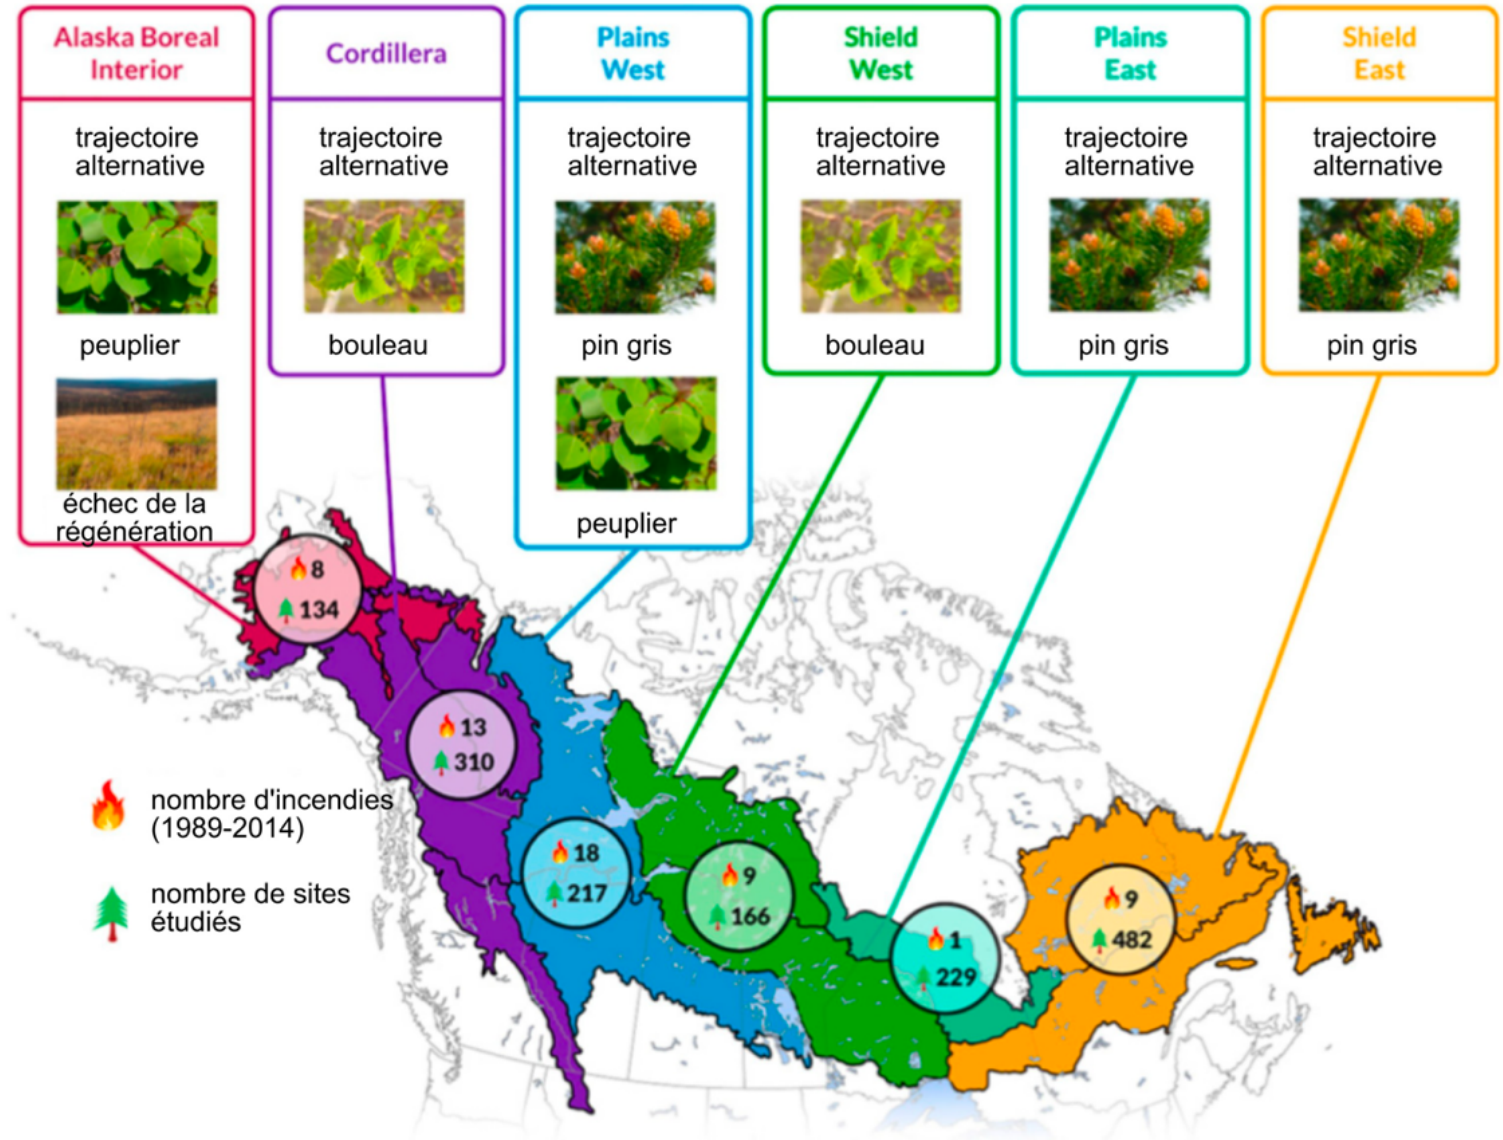 Alaska Boreal
Interior
trajectoire
alternative
peuplier
échec de la
régénération
Cordillera
trajectoire
alternative
bouleau
Plains
West
trajectoire
alternative
pin gris
peuplier
Shield
West
trajectoire
alternative
bouleau
Plains
East
trajectoire
alternative
pin gris
Shield
East
trajectoire
alternative
pin gris
8
134
13
310
18
217
9
166
1
229
9
482
nombre d'incendies
(1989-2014)
nombre de sites
étudiés